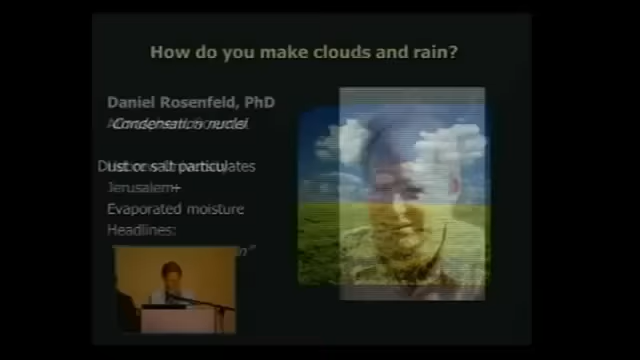 How do you make clouds and rain?
Daniel Rosenfeld, PhD
Condensation nuclei
Dust or salt particulates
Jerusalem
+
Evaporated moisture
Headlines: